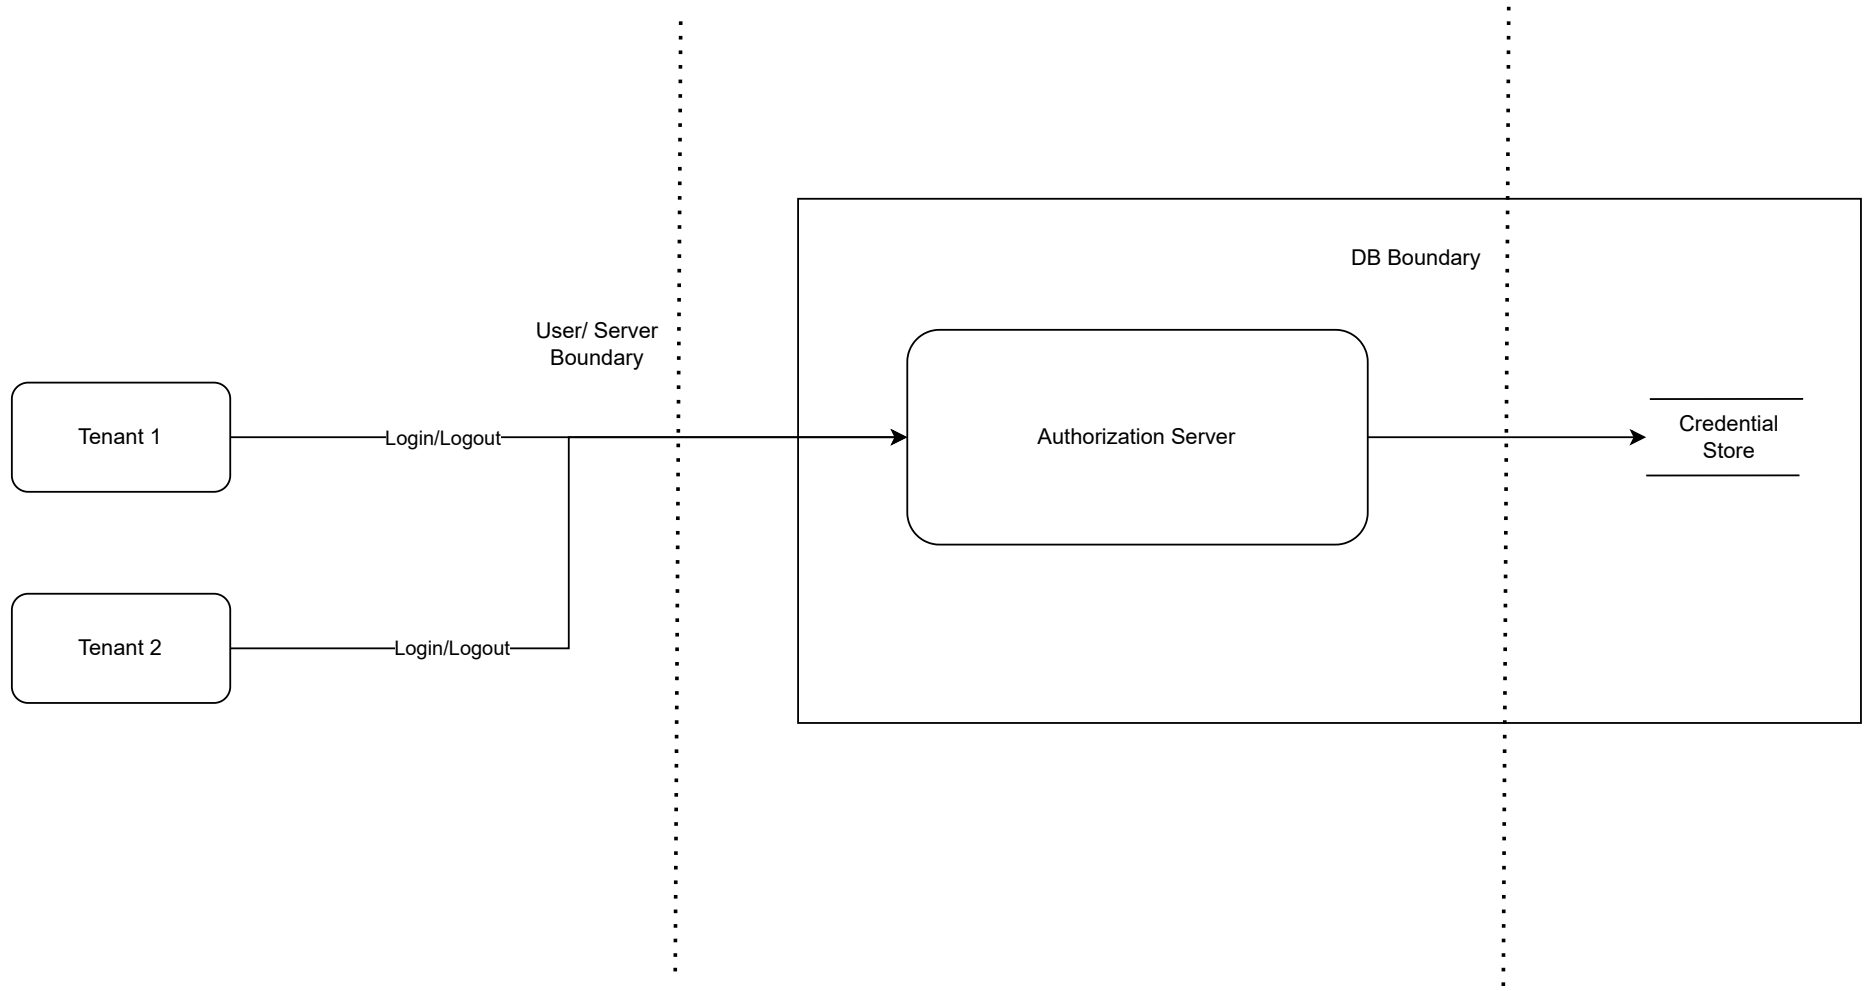 DB Boundary
User/ Server
Boundary
Tenant 1
Login/Logout
Authorization Server
Credential
Store
Tenant 2
Login/Logout